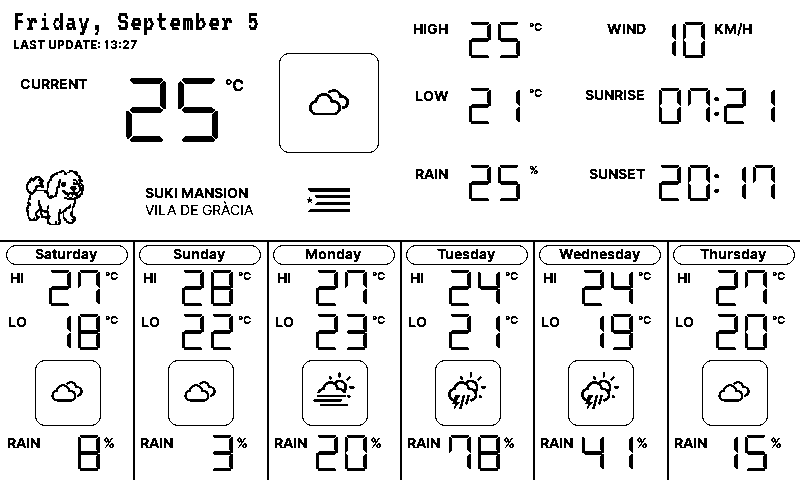 Friday, September 5
LAST UPDATE: 13:27
CURRENT 25 °C
HIGH 25 °C
WIND 10 KM/H
LOW 21 °C
SUNRISE 07:21
RAIN 25 %
SUNSET 20:17
SUKI MANSION
VILA DE GRÀCIA
Saturday
HI 27 °C
LO 18 °C
RAIN 8 %
Sunday
HI 28 °C
LO 22 °C
RAIN 3 %
Monday
HI 27 °C
LO 23 °C
RAIN 20 %
Tuesday
HI 24 °C
LO 21 °C
RAIN 78 %
Wednesday
HI 24 °C
LO 19 °C
RAIN 41 %
Thursday
HI 27 °C
LO 20 °C
RAIN 15 %